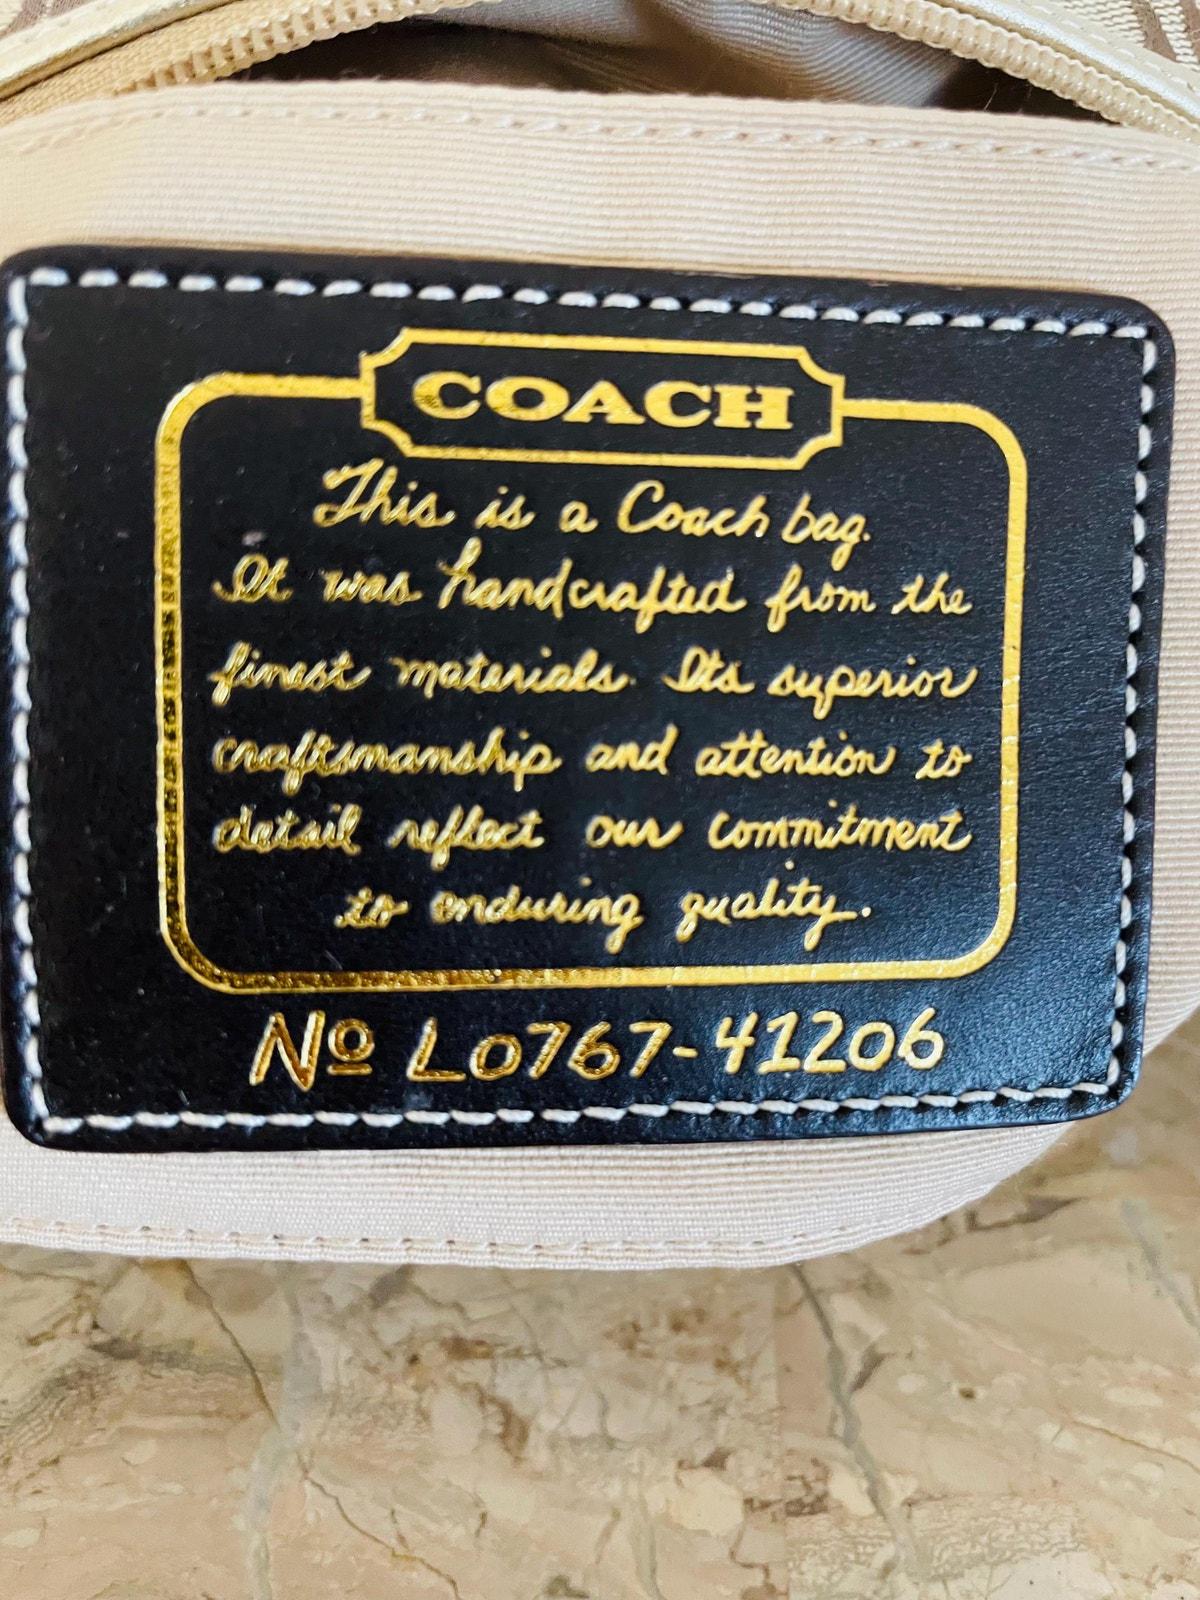 COACH
This is a Coach bag.
It was handcrafted from the
finest materials. Its superior
craftsmanship and attention to
detail reflect our commitment
to enduring quality.
Nº L0767-41206